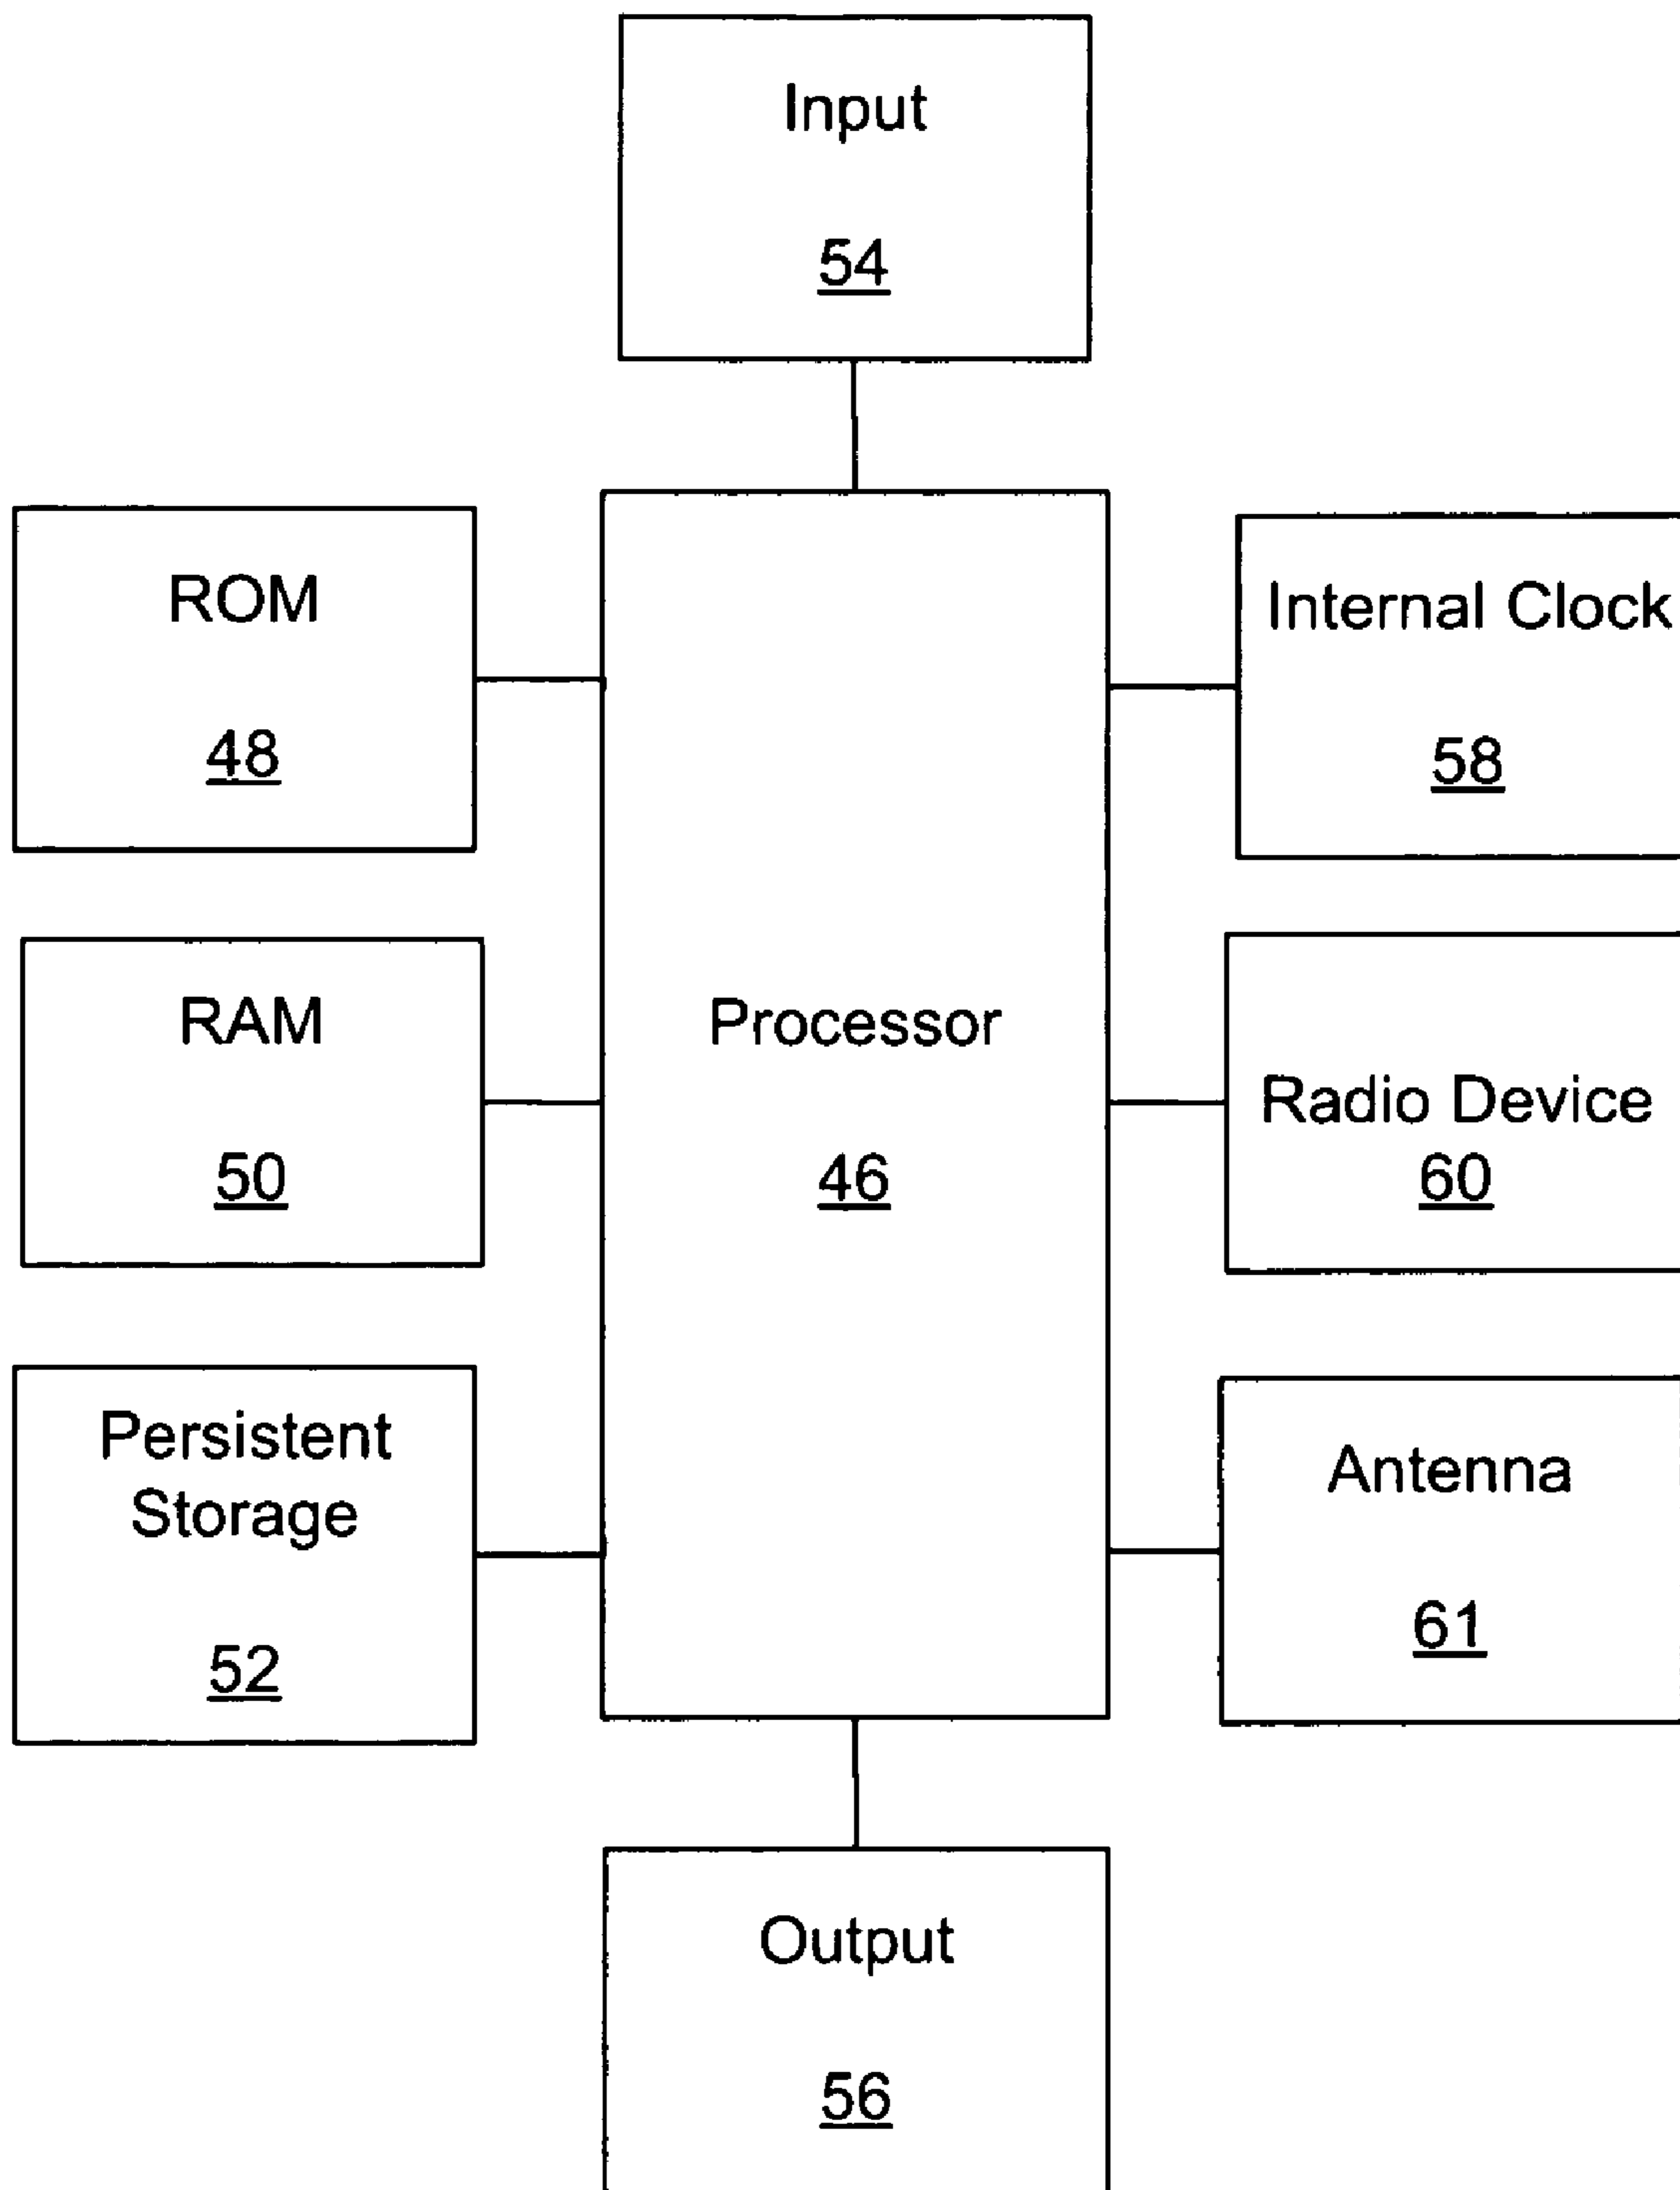 Input
54
ROM
48
RAM
50
Persistent
Storage
52
Processor
46
Internal Clock
58
Radio Device
60
Antenna
61
Output
56